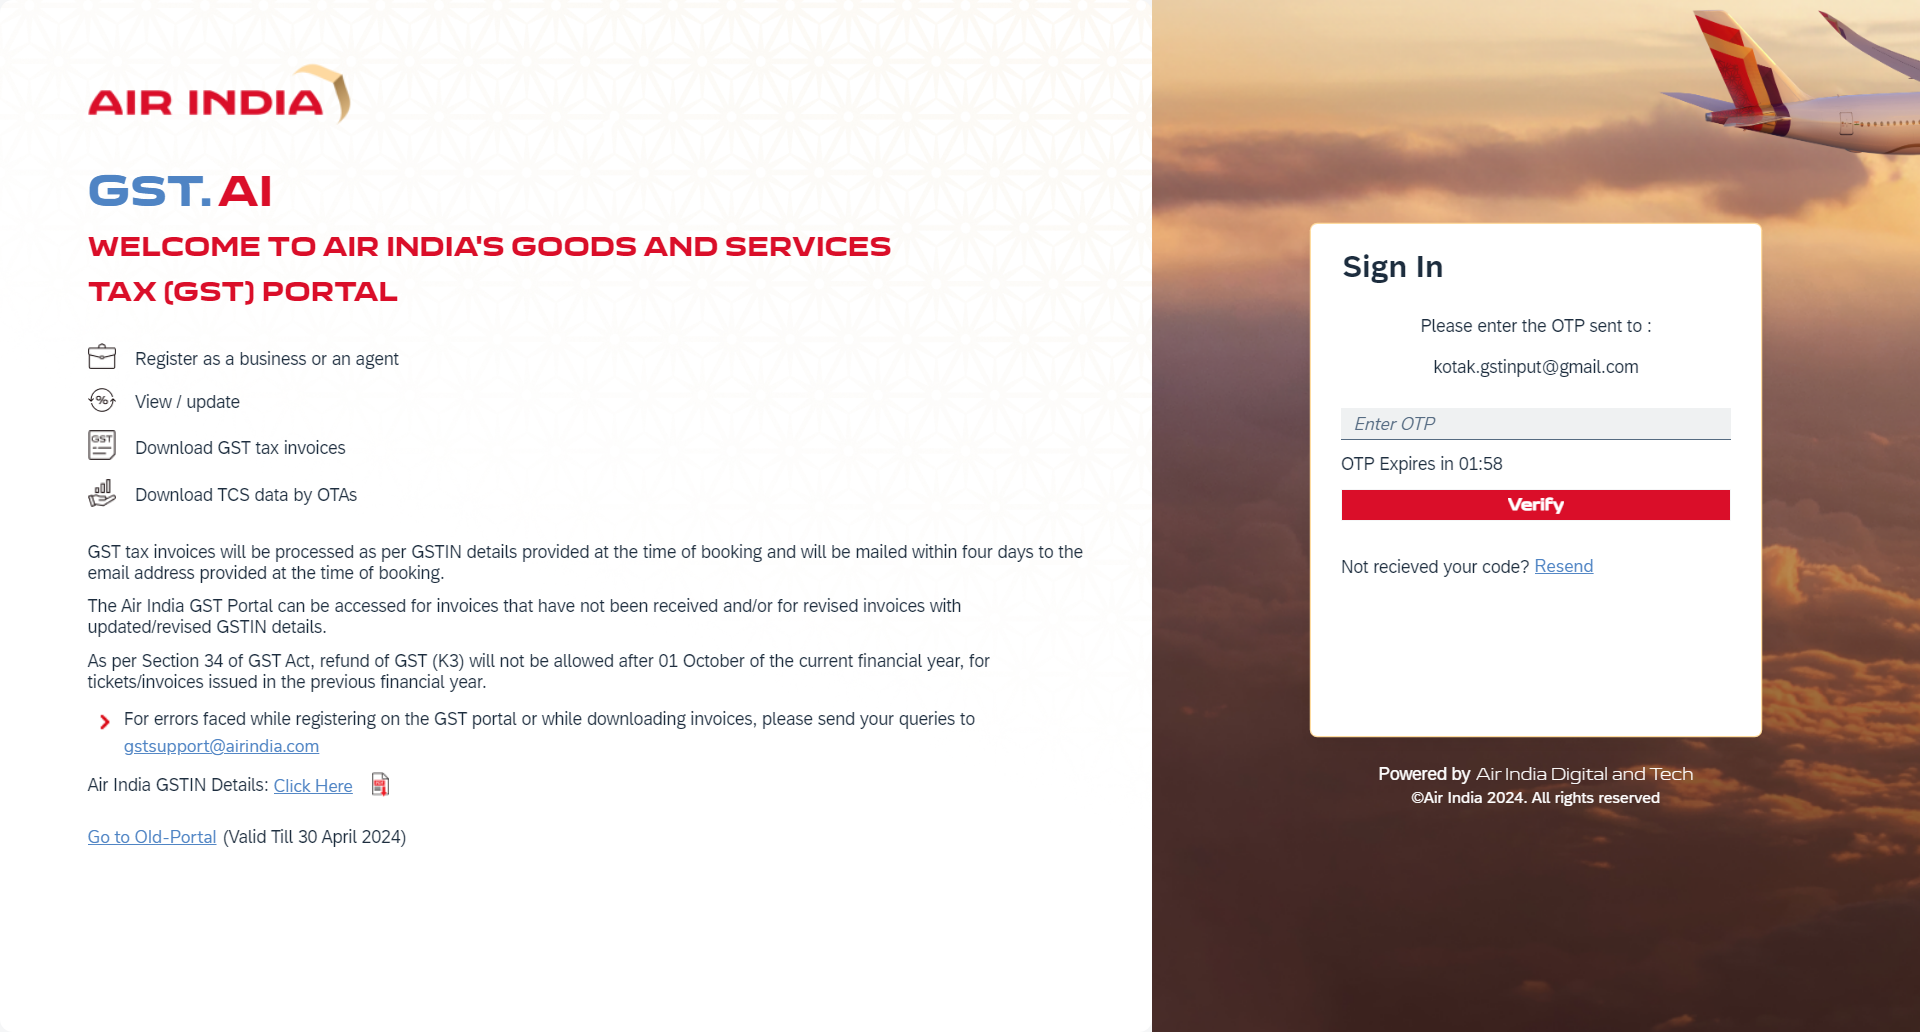 AIR INDIA
GST.AI
WELCOME TO AIR INDIA'S GOODS AND SERVICES
TAX (GST) PORTAL
Register as a business or an agent
%
View / update
GST
Download GST tax invoices
Download TCS data by OTAs
GST tax invoices will be processed as per GSTIN details provided at the time of booking and will be mailed within four days to the
email address provided at the time of booking.
The Air India GST Portal can be accessed for invoices that have not been received and/or for revised invoices with
updated/revised GSTIN details.
As per Section 34 of GST Act, refund of GST (K3) will not be allowed after 01 October of the current financial year, for
tickets/invoices issued in the previous financial year.
For errors faced while registering on the GST portal or while downloading invoices, please send your queries to
gstsupport@airindia.com
Air India GSTIN Details: Click Here
Go to Old-Portal (Valid Till 30 April 2024)
Sign In
Please enter the OTP sent to :
kotak.gstinput@gmail.com
Enter OTP
OTP Expires in 01:58
Verify
Not recieved your code? Resend
Powered by Air India Digital and Tech
©Air India 2024. All rights reserved